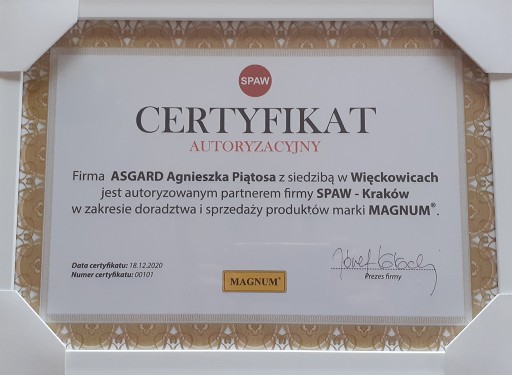 SPAW
CERTYFIKAT
AUTORYZACYJNY
Firma ASGARD Agnieszka Piątosa z siedzibą w Więckowicach
jest autoryzowanym partnerem firmy SPAW - Kraków
w zakresie doradztwa i sprzedaży produktów marki MAGNUM®.
Data certyfikatu: 18.12.2020
Numer certyfikatu: 00101
MAGNUM®
Prezes firmy